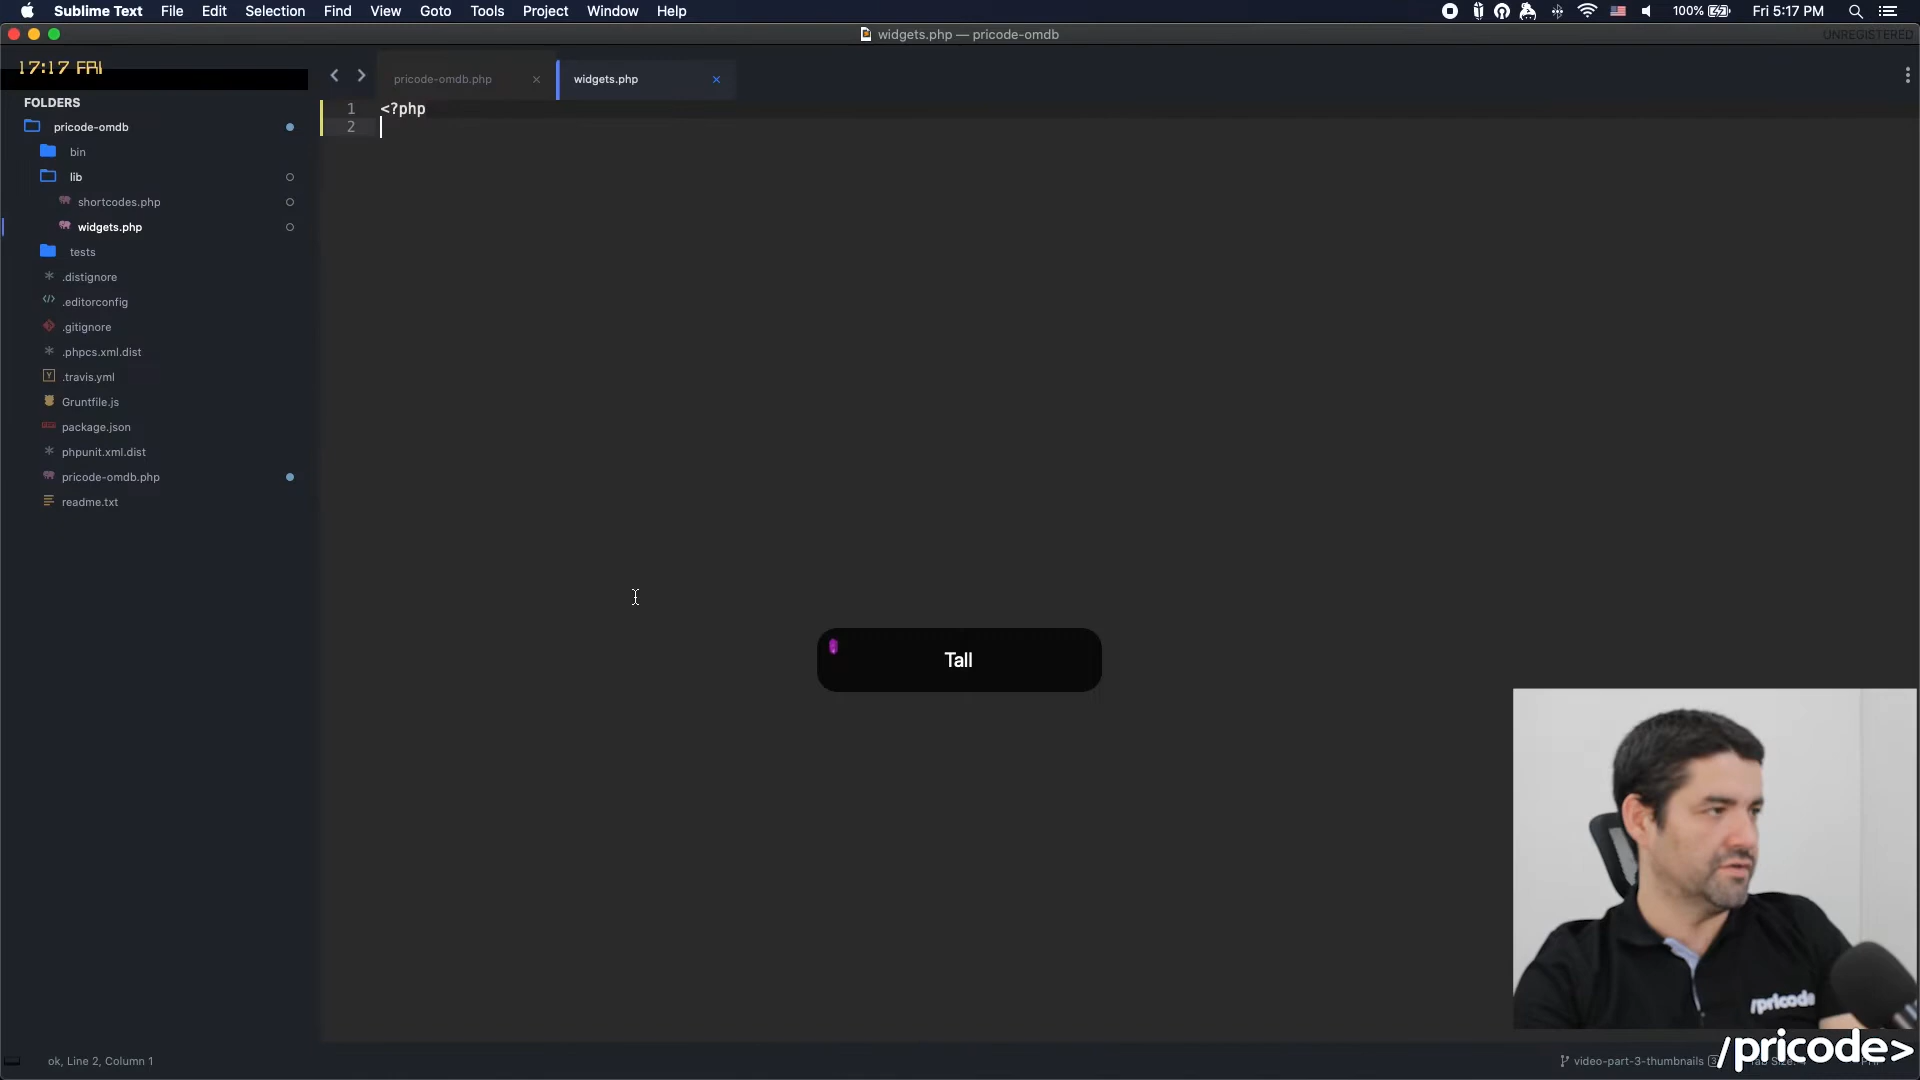 Sublime Text File Edit Selection Find View Goto Tools Project Window Help 100% Fri 5:17 PM
widgets.php — pricode-omdb UNREGISTERED
17:17 FRI
pricode-omdb.php widgets.php
FOLDERS
1 <?php
2
pricode-omdb
bin
lib
shortcodes.php
widgets.php
tests
.distignore
.editorconfig
.gitignore
.phpcs.xml.dist
.travis.yml
Gruntfile.js
package.json
phpunit.xml.dist
pricode-omdb.php
readme.txt
Tall
/pricode
/pricode>
ok, Line 2, Column 1 video-part-3-thumbnails